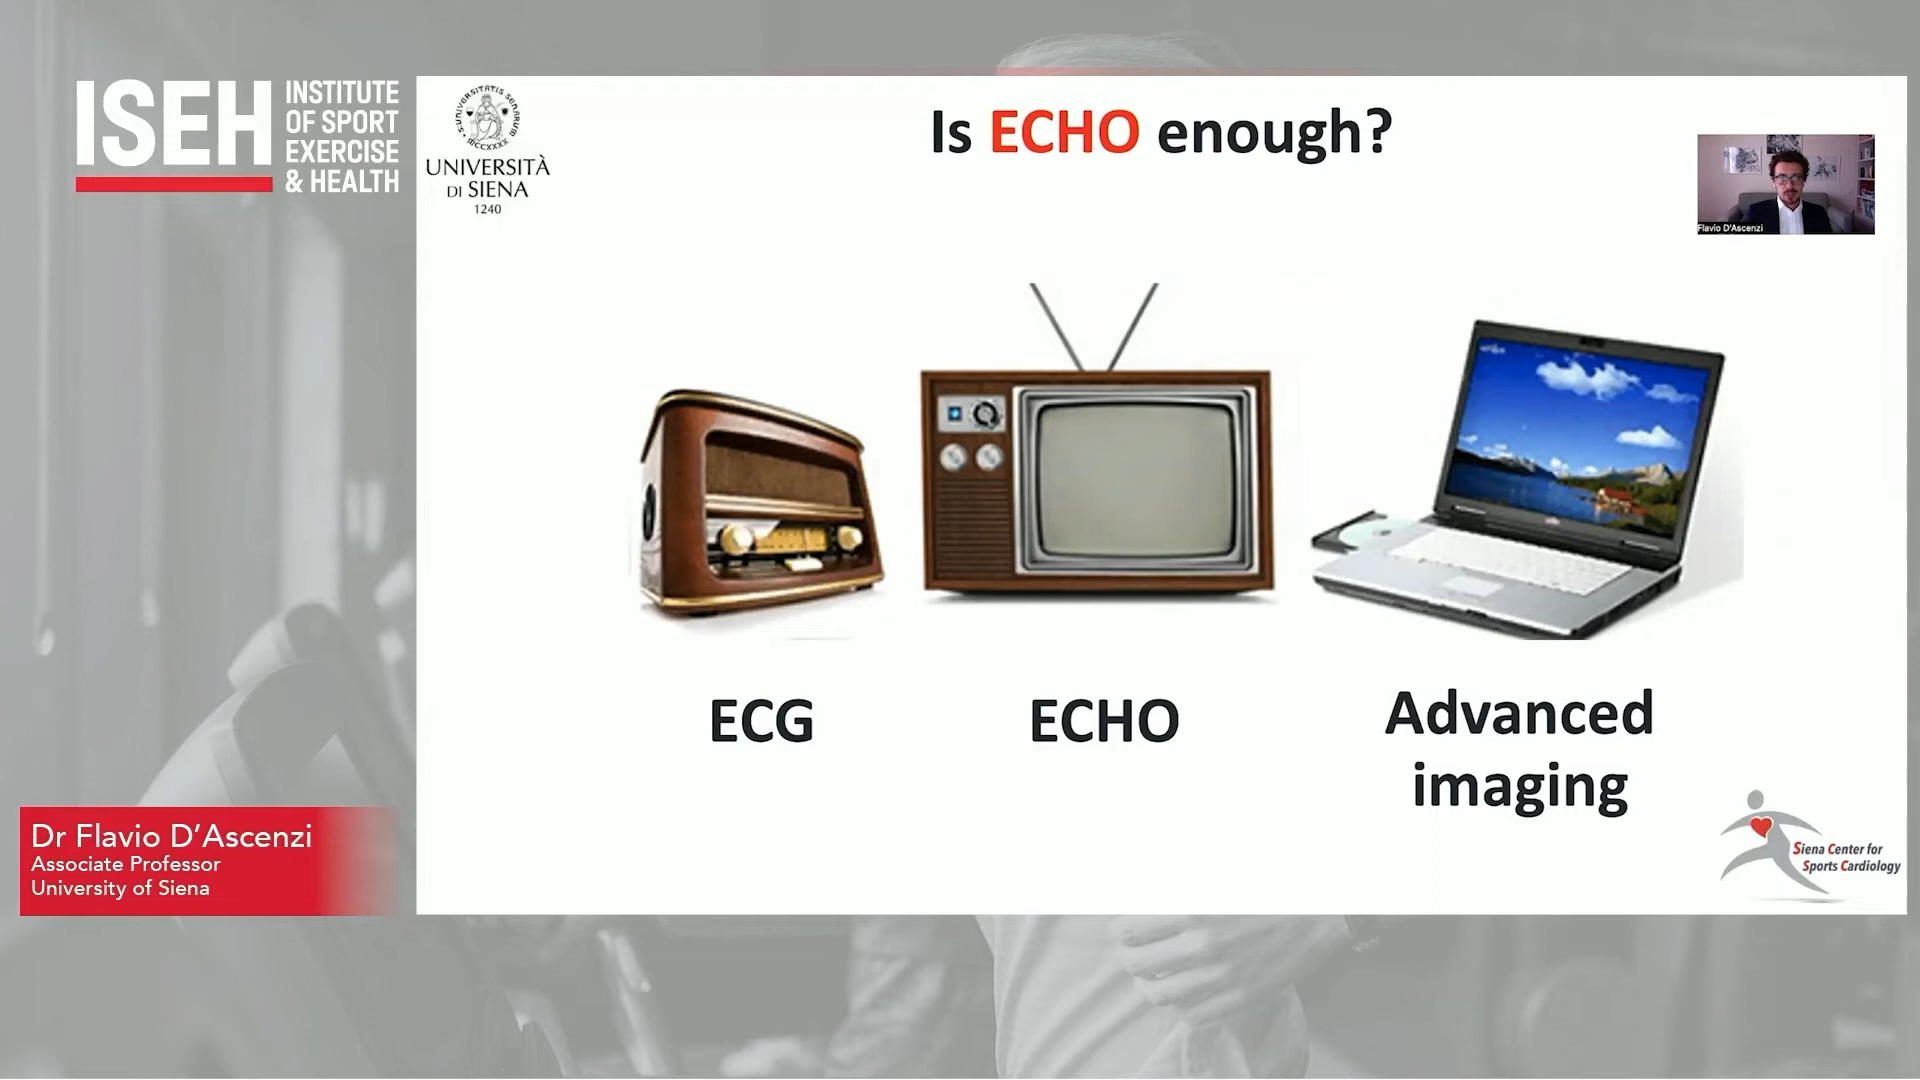 ISEH
INSTITUTE
OF SPORT
EXERCISE
& HEALTH
UNIVERSITÀ
DI SIENA
1240
Is ECHO enough?
Flavio D'Ascenzi
ECG
ECHO
Advanced
imaging
Siena Center for
Sports Cardiology
Dr Flavio D'Ascenzi
Associate Professor
University of Siena